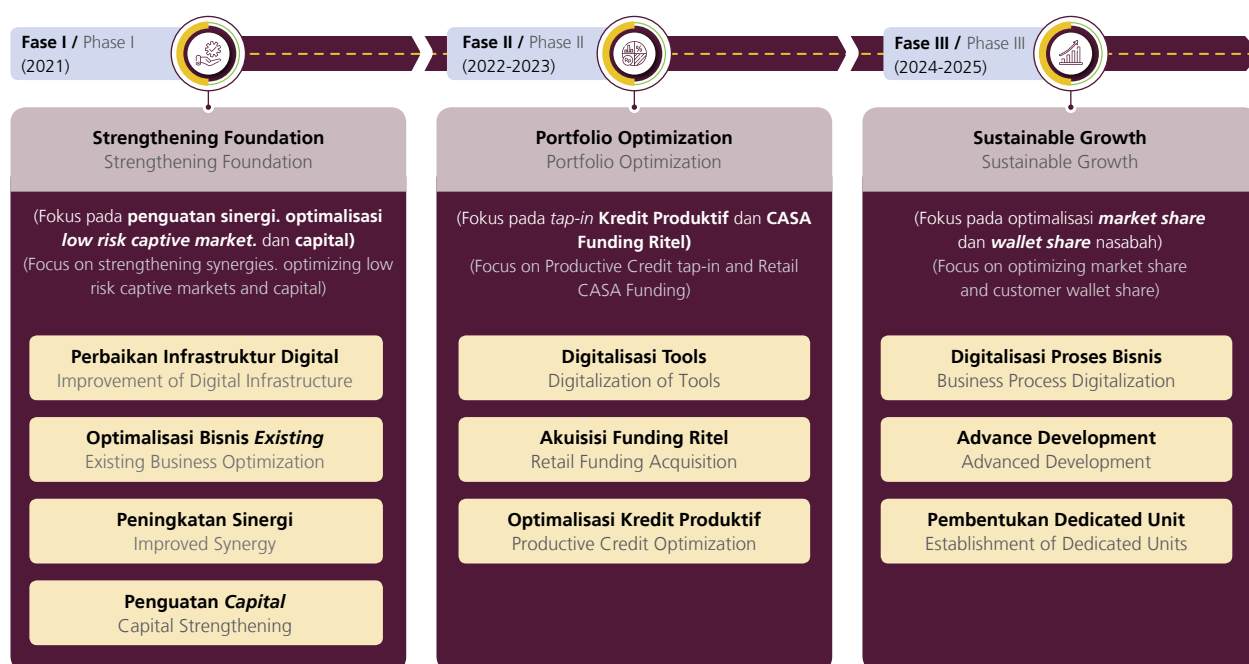 Fase I / Phase I
(2021)
Strengthening Foundation
Strengthening Foundation
(Fokus pada penguatan sinergi. optimalisasi
low risk captive market. dan capital)
(Focus on strengthening synergies. optimizing low
risk captive markets and capital)
Perbaikan Infrastruktur Digital
Improvement of Digital Infrastructure
Optimalisasi Bisnis Existing
Existing Business Optimization
Peningkatan Sinergi
Improved Synergy
Penguatan Capital
Capital Strengthening
Fase II / Phase II
(2022-2023)
% Rp
Portfolio Optimization
Portfolio Optimization
(Fokus pada tap-in Kredit Produktif dan CASA
Funding Ritel)
(Focus on Productive Credit tap-in and Retail
CASA Funding)
Digitalisasi Tools
Digitalization of Tools
Akuisisi Funding Ritel
Retail Funding Acquisition
Optimalisasi Kredit Produktif
Productive Credit Optimization
Fase III / Phase III
(2024-2025)
Sustainable Growth
Sustainable Growth
(Fokus pada optimalisasi market share
dan wallet share nasabah)
(Focus on optimizing market share
and customer wallet share)
Digitalisasi Proses Bisnis
Business Process Digitalization
Advance Development
Advanced Development
Pembentukan Dedicated Unit
Establishment of Dedicated Units